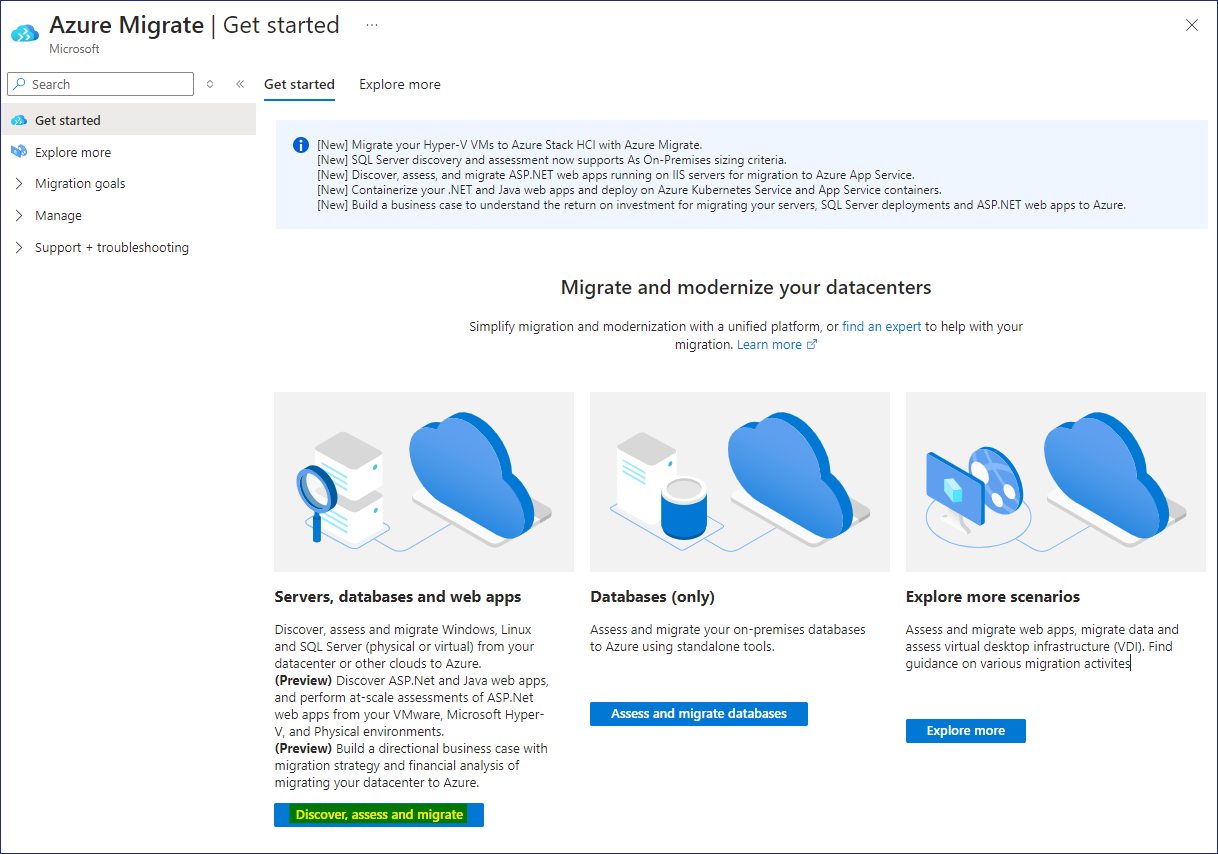 Azure Migrate | Get started ...
Microsoft
Search
Get started
Explore more
Migration goals
Manage
Support + troubleshooting
Get started Explore more
[New] Migrate your Hyper-V VMs to Azure Stack HCI with Azure Migrate.
[New] SQL Server discovery and assessment now supports As On-Premises sizing criteria.
[New] Discover, assess, and migrate ASP.NET web apps running on IIS servers for migration to Azure App Service.
[New] Containerize your .NET and Java web apps and deploy on Azure Kubernetes Service and App Service containers.
[New] Build a business case to understand the return on investment for migrating your servers, SQL Server deployments and ASP.NET web apps to Azure.
Migrate and modernize your datacenters
Simplify migration and modernization with a unified platform, or find an expert to help with your
migration. Learn more
Servers, databases and web apps
Discover, assess and migrate Windows, Linux
and SQL Server (physical or virtual) from your
datacenter or other clouds to Azure.
(Preview) Discover ASP.Net and Java web apps,
and perform at-scale assessments of ASP.Net
web apps from your VMware, Microsoft Hyper-
V, and Physical environments.
(Preview) Build a directional business case with
migration strategy and financial analysis of
migrating your datacenter to Azure.
Discover, assess and migrate
Databases (only)
Assess and migrate your on-premises databases
to Azure using standalone tools.
Assess and migrate databases
Explore more scenarios
Assess and migrate web apps, migrate data and
assess virtual desktop infrastructure (VDI). Find
guidance on various migration activites
Explore more